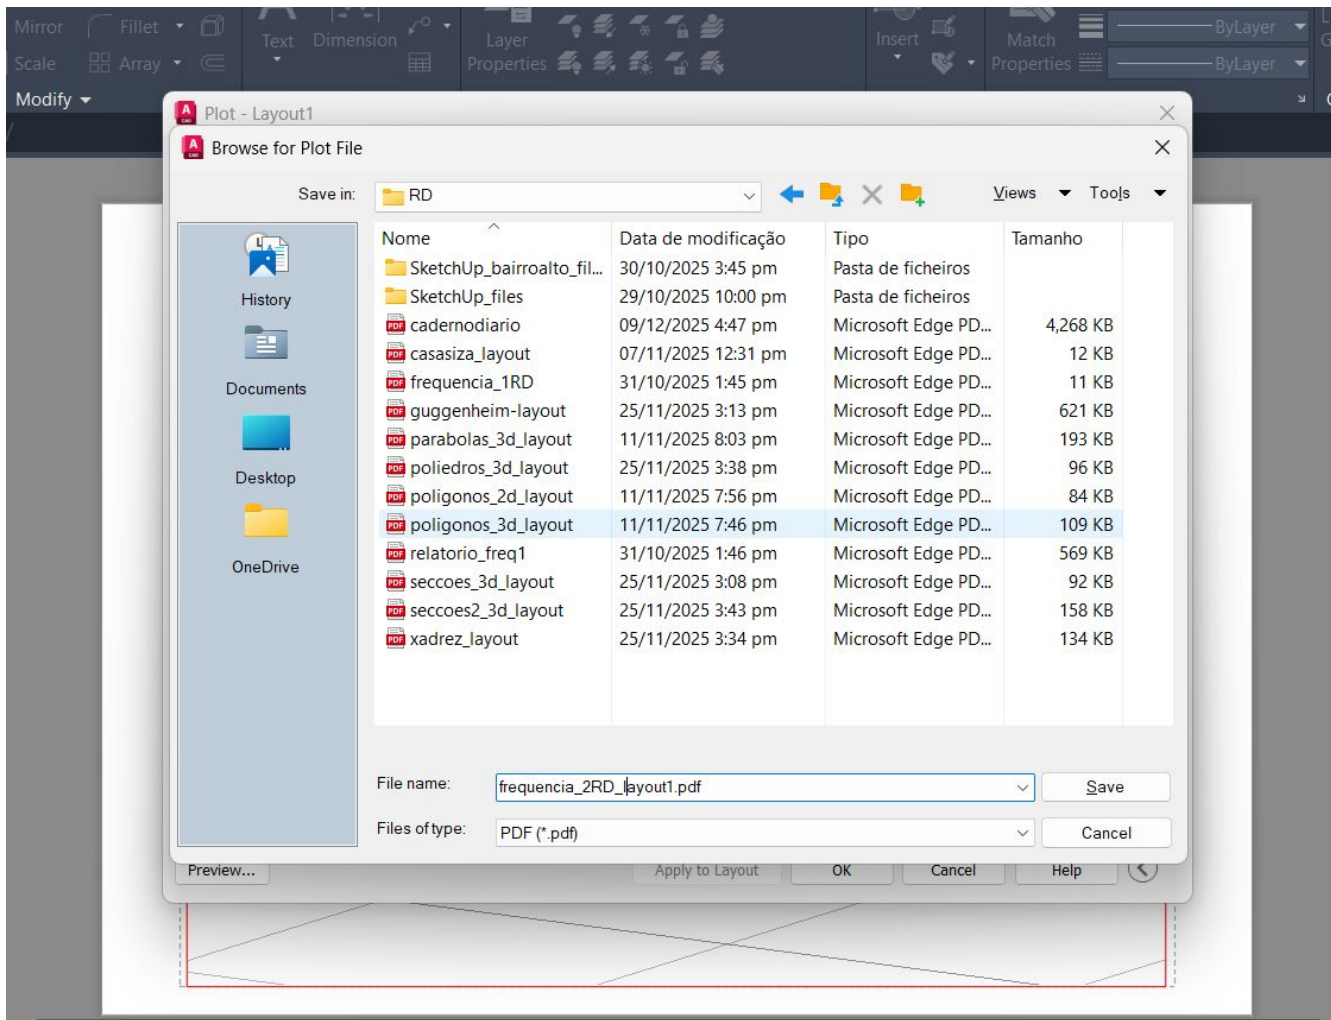 Mirror Fillet
Text Dimension
Layer
Properties
Insert
Match
Properties
ByLayer
Scale Array
ByLayer
Modify
Plot - Layout1
Browse for Plot File
Save in: RD Views Tools
Nome Data de modificação Tipo Tamanho
SketchUp_bairroalto_fil... 30/10/2025 3:45 pm Pasta de ficheiros
SketchUp_files 29/10/2025 10:00 pm Pasta de ficheiros
cadernodiario 09/12/2025 4:47 pm Microsoft Edge PD... 4,268 KB
casasiza_layout 07/11/2025 12:31 pm Microsoft Edge PD... 12 KB
frequencia_1RD 31/10/2025 1:45 pm Microsoft Edge PD... 11 KB
guggenheim-layout 25/11/2025 3:13 pm Microsoft Edge PD... 621 KB
parabolas_3d_layout 11/11/2025 8:03 pm Microsoft Edge PD... 193 KB
poliedros_3d_layout 25/11/2025 3:38 pm Microsoft Edge PD... 96 KB
poligonos_2d_layout 11/11/2025 7:56 pm Microsoft Edge PD... 84 KB
poligonos_3d_layout 11/11/2025 7:46 pm Microsoft Edge PD... 109 KB
relatorio_freq1 31/10/2025 1:46 pm Microsoft Edge PD... 569 KB
seccoes_3d_layout 25/11/2025 3:08 pm Microsoft Edge PD... 92 KB
seccoes2_3d_layout 25/11/2025 3:43 pm Microsoft Edge PD... 158 KB
xadrez_layout 25/11/2025 3:34 pm Microsoft Edge PD... 134 KB
History
Documents
Desktop
OneDrive
File name: frequencia_2RD_layout1.pdf Save
Files of type: PDF (*.pdf) Cancel
Preview... Apply to Layout OK Cancel Help